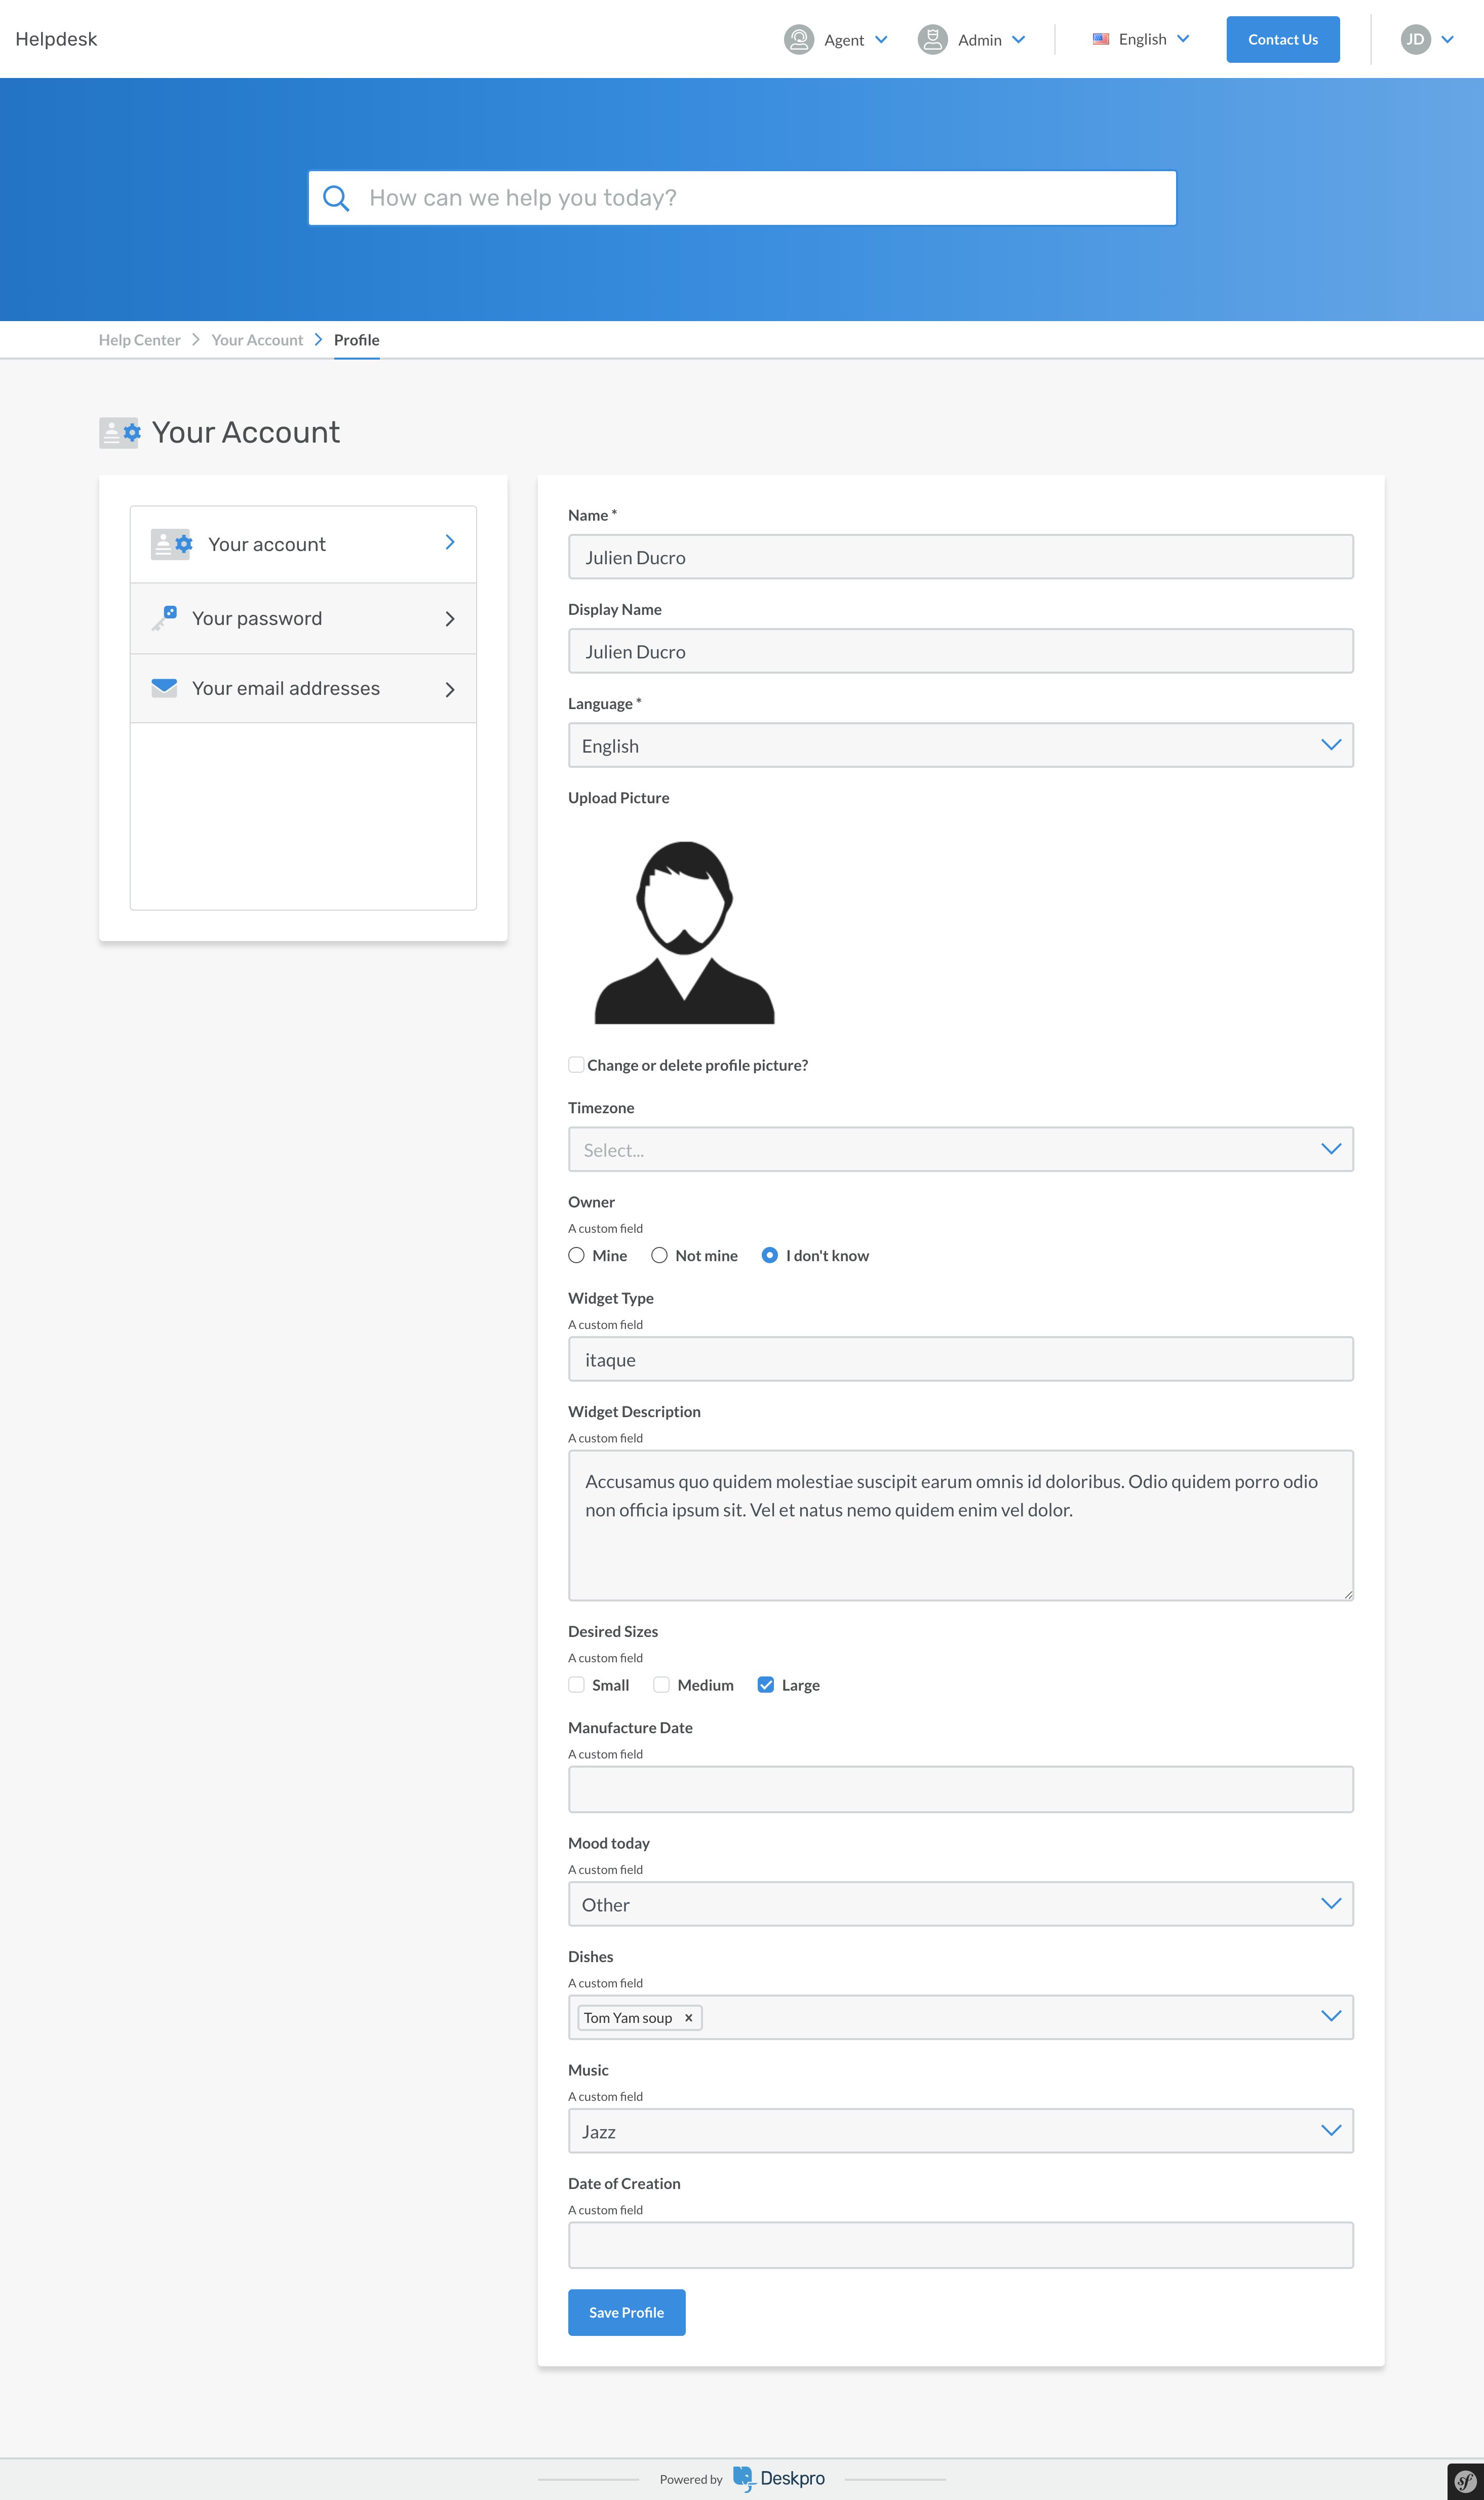 Helpdesk
Agent
Admin
English
Contact Us
JD
How can we help you today?
Help Center
Your Account
Profile
Your Account
Your account
Your password
Your email addresses
Name *
Julien Ducro
Display Name
Julien Ducro
Language *
English
Upload Picture
Change or delete profile picture?
Timezone
Select...
Owner
A custom field
Mine
Not mine
I don't know
Widget Type
A custom field
itaque
Widget Description
A custom field
Accusamus quo quidem molestiae suscipit earum omnis id doloribus. Odio quidem porro odio
non officia ipsum sit. Vel et natus nemo quidem enim vel dolor.
Desired Sizes
A custom field
Small
Medium
Large
Manufacture Date
A custom field
Mood today
A custom field
Other
Dishes
A custom field
Tom Yam soup ×
Music
A custom field
Jazz
Date of Creation
A custom field
Save Profile
Powered by Deskpro
sf